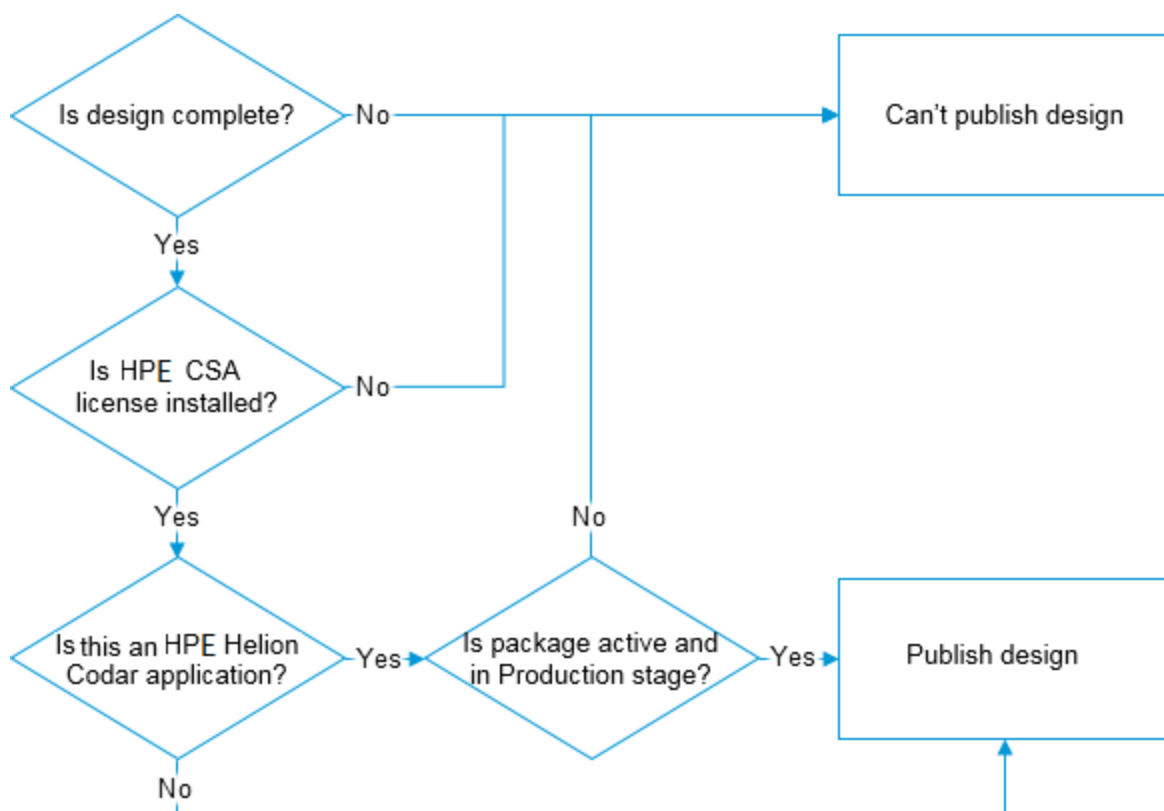 Is design complete?
No
Can't publish design
Yes
Is HPE CSA
license installed?
No
Yes
No
Is this an HPE Helion
Codar application?
Yes
Is package active and
in Production stage?
Yes
Publish design
No